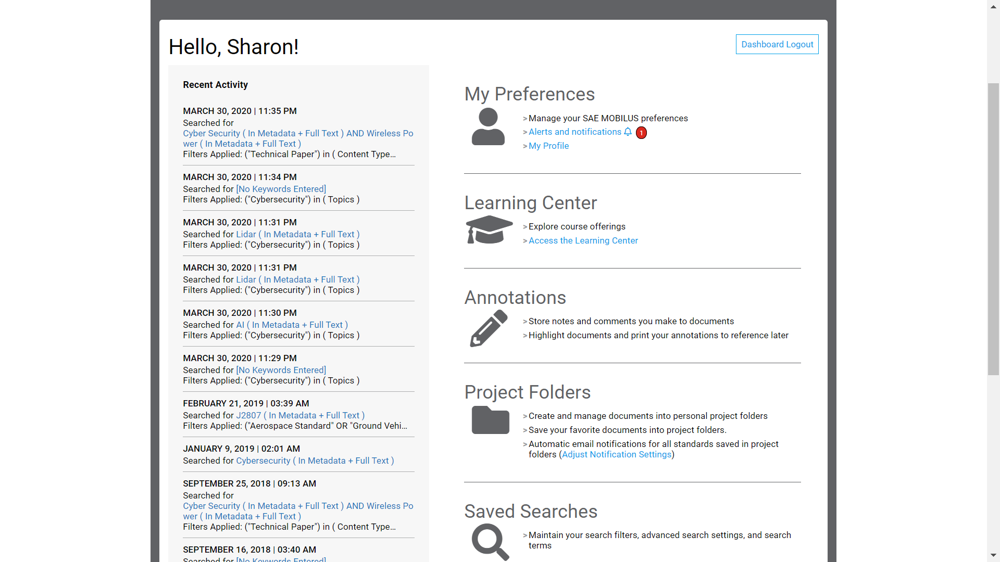 Hello, Sharon!
Dashboard Logout
Recent Activity
MARCH 30, 2020 | 11:35 PM
Searched for
Cyber Security ( In Metadata + Full Text ) AND Wireless Po
wer ( In Metadata + Full Text )
Filters Applied: ("Technical Paper") in ( Content Type...
MARCH 30, 2020 | 11:34 PM
Searched for [No Keywords Entered]
Filters Applied: ("Cybersecurity") in ( Topics )
MARCH 30, 2020 | 11:31 PM
Searched for Lidar ( In Metadata + Full Text )
Filters Applied: ("Cybersecurity") in ( Topics )
MARCH 30, 2020 | 11:31 PM
Searched for Lidar ( In Metadata + Full Text )
Filters Applied: ("Cybersecurity") in ( Topics )
MARCH 30, 2020 | 11:30 PM
Searched for AI ( In Metadata + Full Text )
Filters Applied: ("Cybersecurity") in ( Topics )
MARCH 30, 2020 | 11:29 PM
Searched for [No Keywords Entered]
Filters Applied: ("Cybersecurity") in ( Topics )
FEBRUARY 21, 2019 | 03:39 AM
Searched for J2807 ( In Metadata + Full Text )
Filters Applied: ("Aerospace Standard" OR "Ground Vehi...
JANUARY 9, 2019 | 02:01 AM
Searched for Cybersecurity ( In Metadata + Full Text )
SEPTEMBER 25, 2018 | 09:13 AM
Searched for
Cyber Security ( In Metadata + Full Text ) AND Wireless Po
wer ( In Metadata + Full Text )
Filters Applied: ("Technical Paper") in ( Content Type...
SEPTEMBER 16, 2018 | 03:40 AM
Searched for [No Keywords Entered]
My Preferences
> Manage your SAE MOBILUS preferences
> Alerts and notifications 1
> My Profile
Learning Center
> Explore course offerings
> Access the Learning Center
Annotations
> Store notes and comments you make to documents
> Highlight documents and print your annotations to reference later
Project Folders
> Create and manage documents into personal project folders
> Save your favorite documents into project folders.
> Automatic email notifications for all standards saved in project
folders (Adjust Notification Settings)
Saved Searches
> Maintain your search filters, advanced search settings, and search
terms